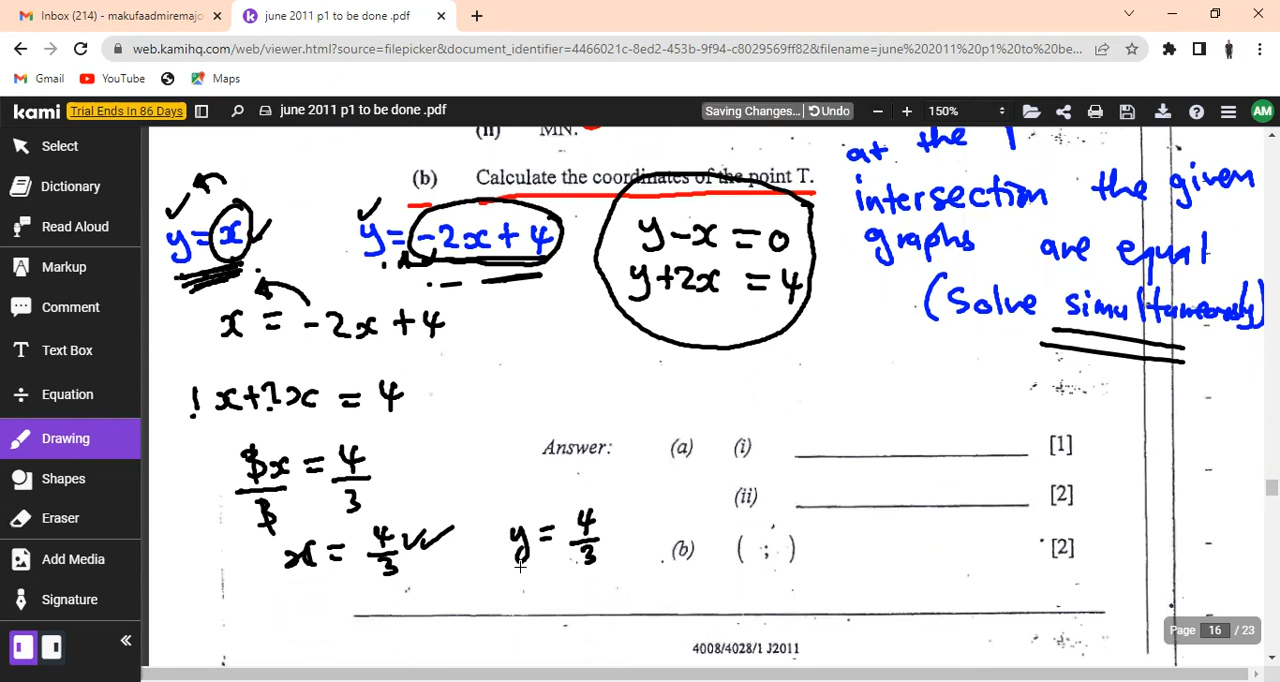 Inbox (214) - makufaadmiremajo
june 2011 p1 to be done .pdf
web.kamihq.com/web/viewer.html?source=filepicker&document_identifier=4466021c-8ed2-453b-9f94-c8029569ff82&filename=june%202011%20p1%20to%20be...
Gmail
YouTube
Maps
kami
Trial Ends In 86 Days
june 2011 p1 to be done .pdf
Saving Changes...
Undo
150%
AM
Select
Dictionary
Read Aloud
Markup
Comment
Text Box
Equation
Drawing
Shapes
Eraser
Add Media
Signature
(ii) MN.
(b) Calculate the coordinates of the point T.
at the
intersection the given
graphs are equal
(Solve simultaneously)
y = x
y = -2x + 4
y - x = 0
y + 2x = 4
x = -2x + 4
1x + 2x = 4
3x = 4
3 3
x = 4/3
y = 4/3
Answer: (a) (i) [1]
(ii) [2]
(b) ( ; ) [2]
4008/4028/1 J2011
Page 16 / 23